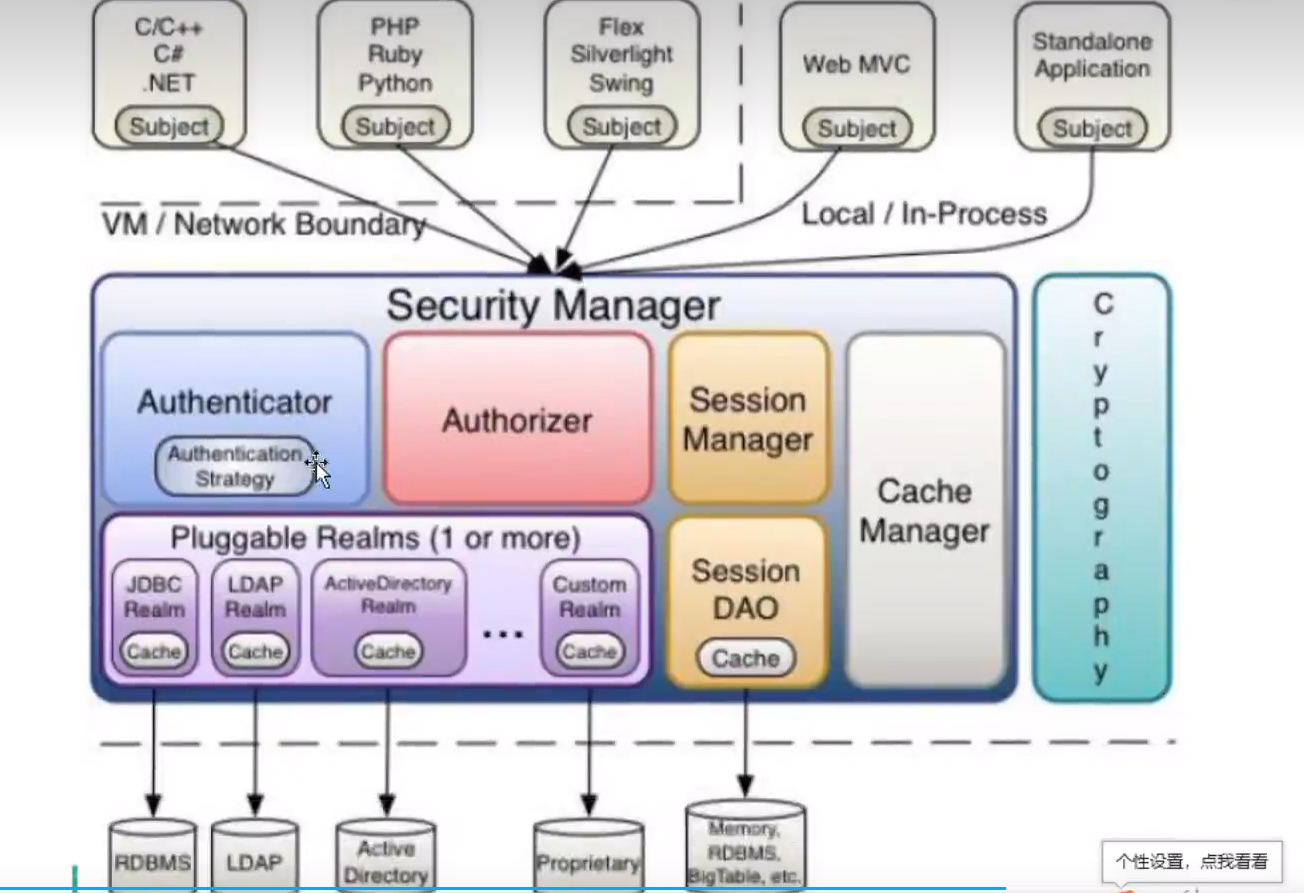 C/C++
C#
.NET
Subject
PHP
Ruby
Python
Subject
Flex
Silverlight
Swing
Subject
Web MVC
Subject
Standalone
Application
Subject
VM / Network Boundary
Local / In-Process
Security Manager
Authenticator
Authentication
Strategy
Authorizer
Session
Manager
Cache
Manager
Cryptography
Pluggable Realms (1 or more)
JDBC
Realm
Cache
LDAP
Realm
Cache
ActiveDirectory
Realm
Cache
...
Custom
Realm
Cache
Session
DAO
Cache
RDBMS
LDAP
Active
Directory
Proprietary
Memory,
RDBMS,
BigTable, etc.
个性设置，点我看看